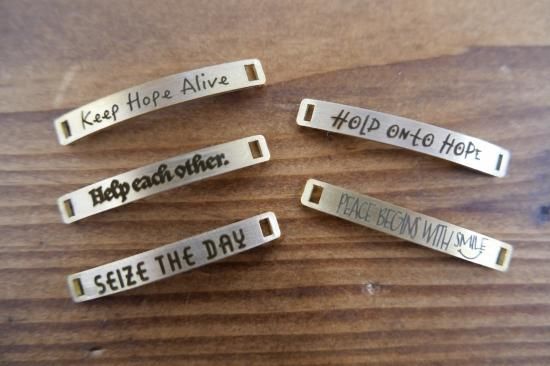 Keep Hope Alive
Help each other.
SEIZE THE DAY
HOLD ONTO HOPE
PEACE BEGINS WITH SMILE